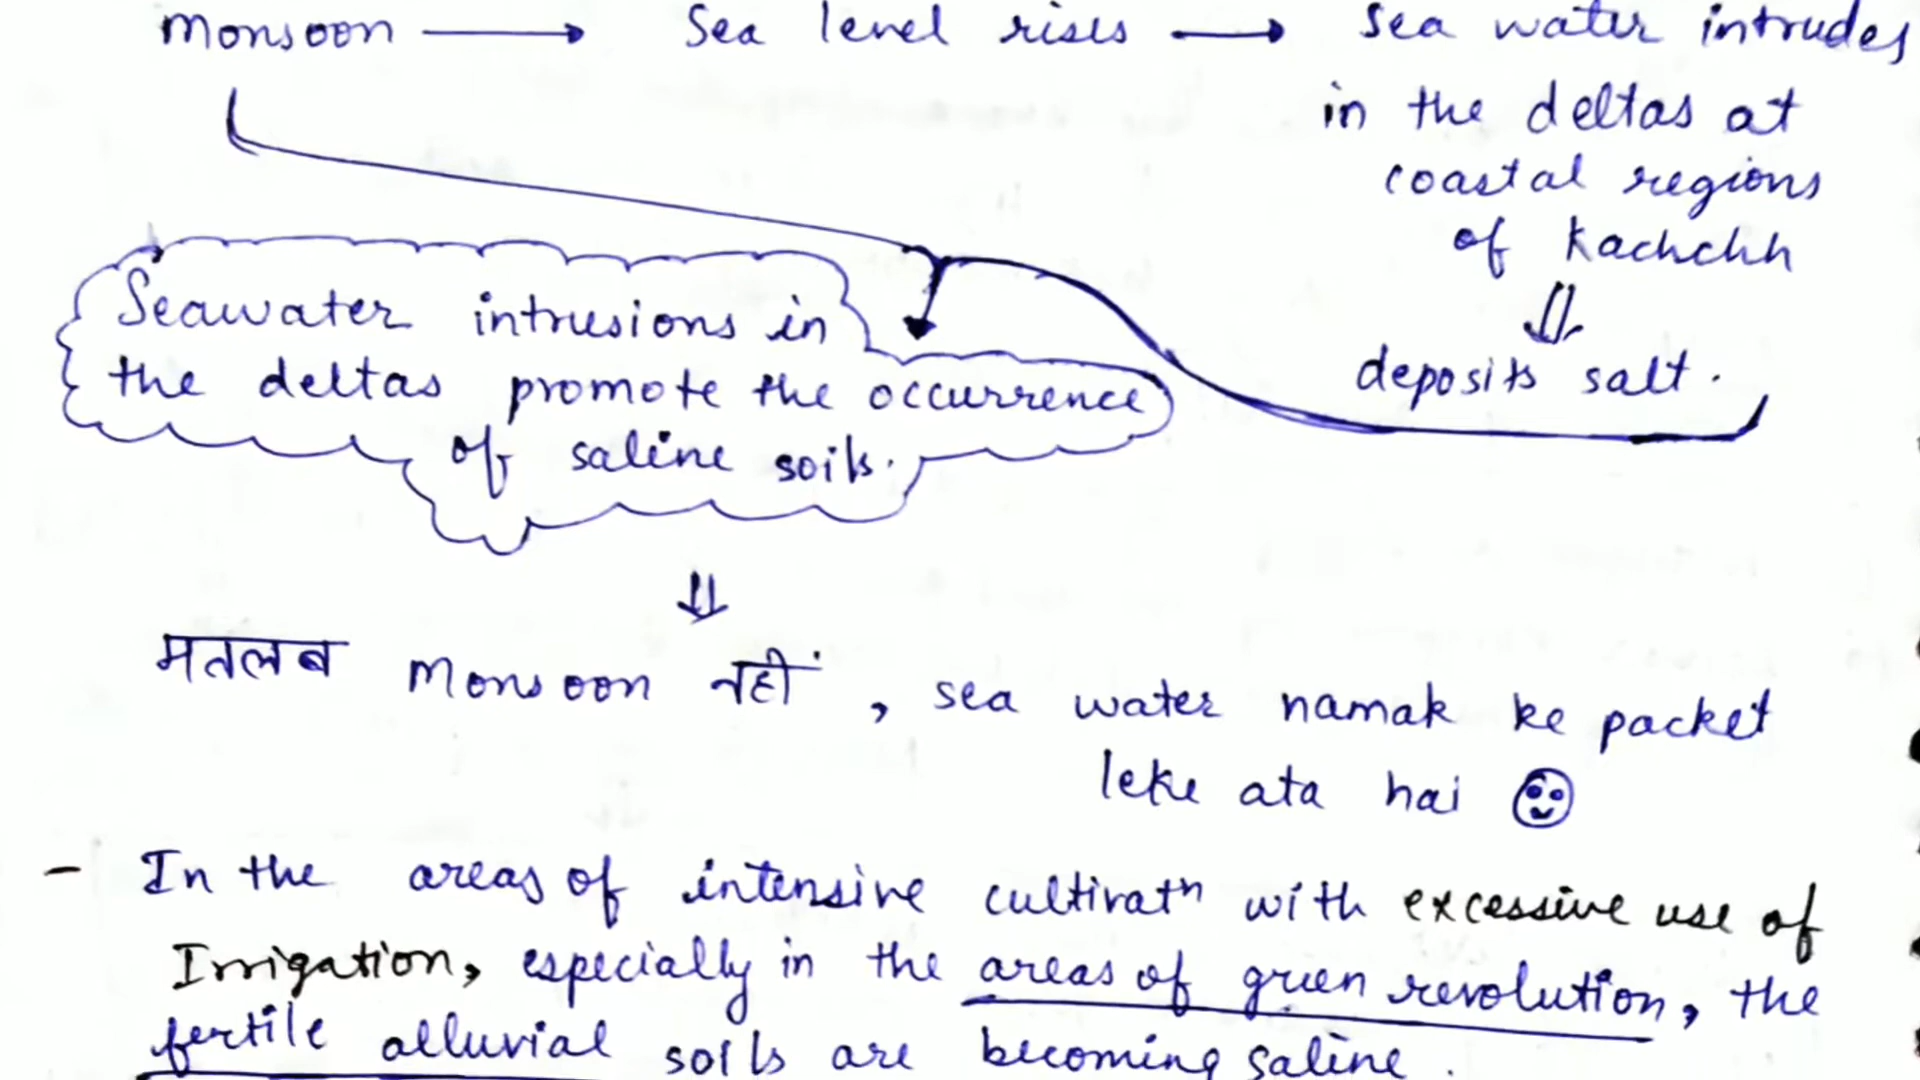 Monsoon → Sea level rises → Sea water intrudes
in the deltas at
coastal regions
of Kachchh
⇓
deposits salt.
Seawater intrusions in
the deltas promote the occurrence
of saline soils.
⇓
मतलब Monsoon नहीं, sea water namak ke packet
leke ata hai ☺
- In the areas of intensive cultivatⁿ with excessive use of
Irrigation, especially in the areas of green revolution, the
fertile alluvial soils are becoming saline.